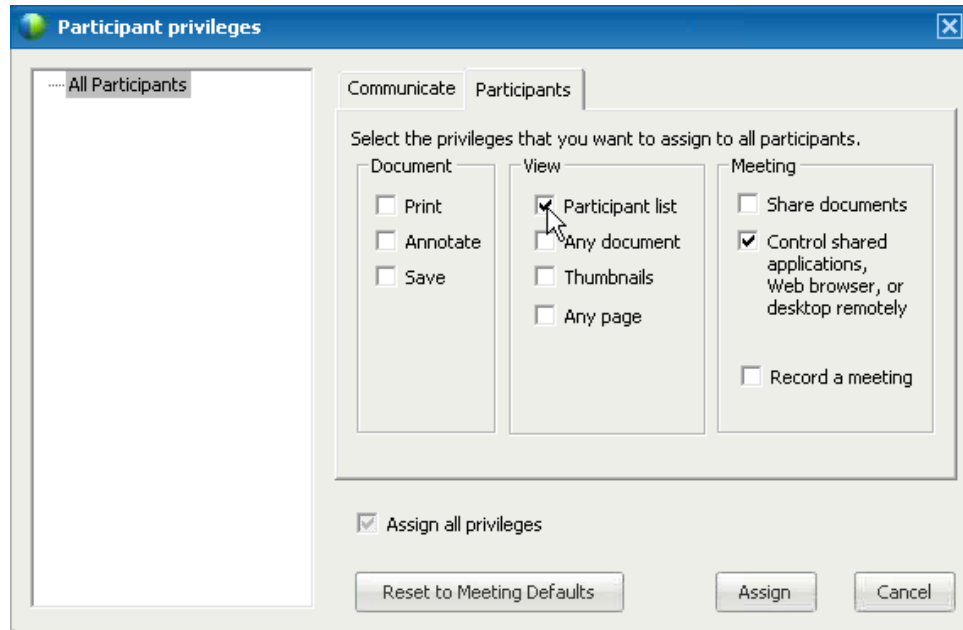 Participant privileges
All Participants
Communicate
Participants
Select the privileges that you want to assign to all participants.
Document
Print
Annotate
Save
View
Participant list
Any document
Thumbnails
Any page
Meeting
Share documents
Control shared
applications,
Web browser, or
desktop remotely
Record a meeting
Assign all privileges
Reset to Meeting Defaults
Assign
Cancel